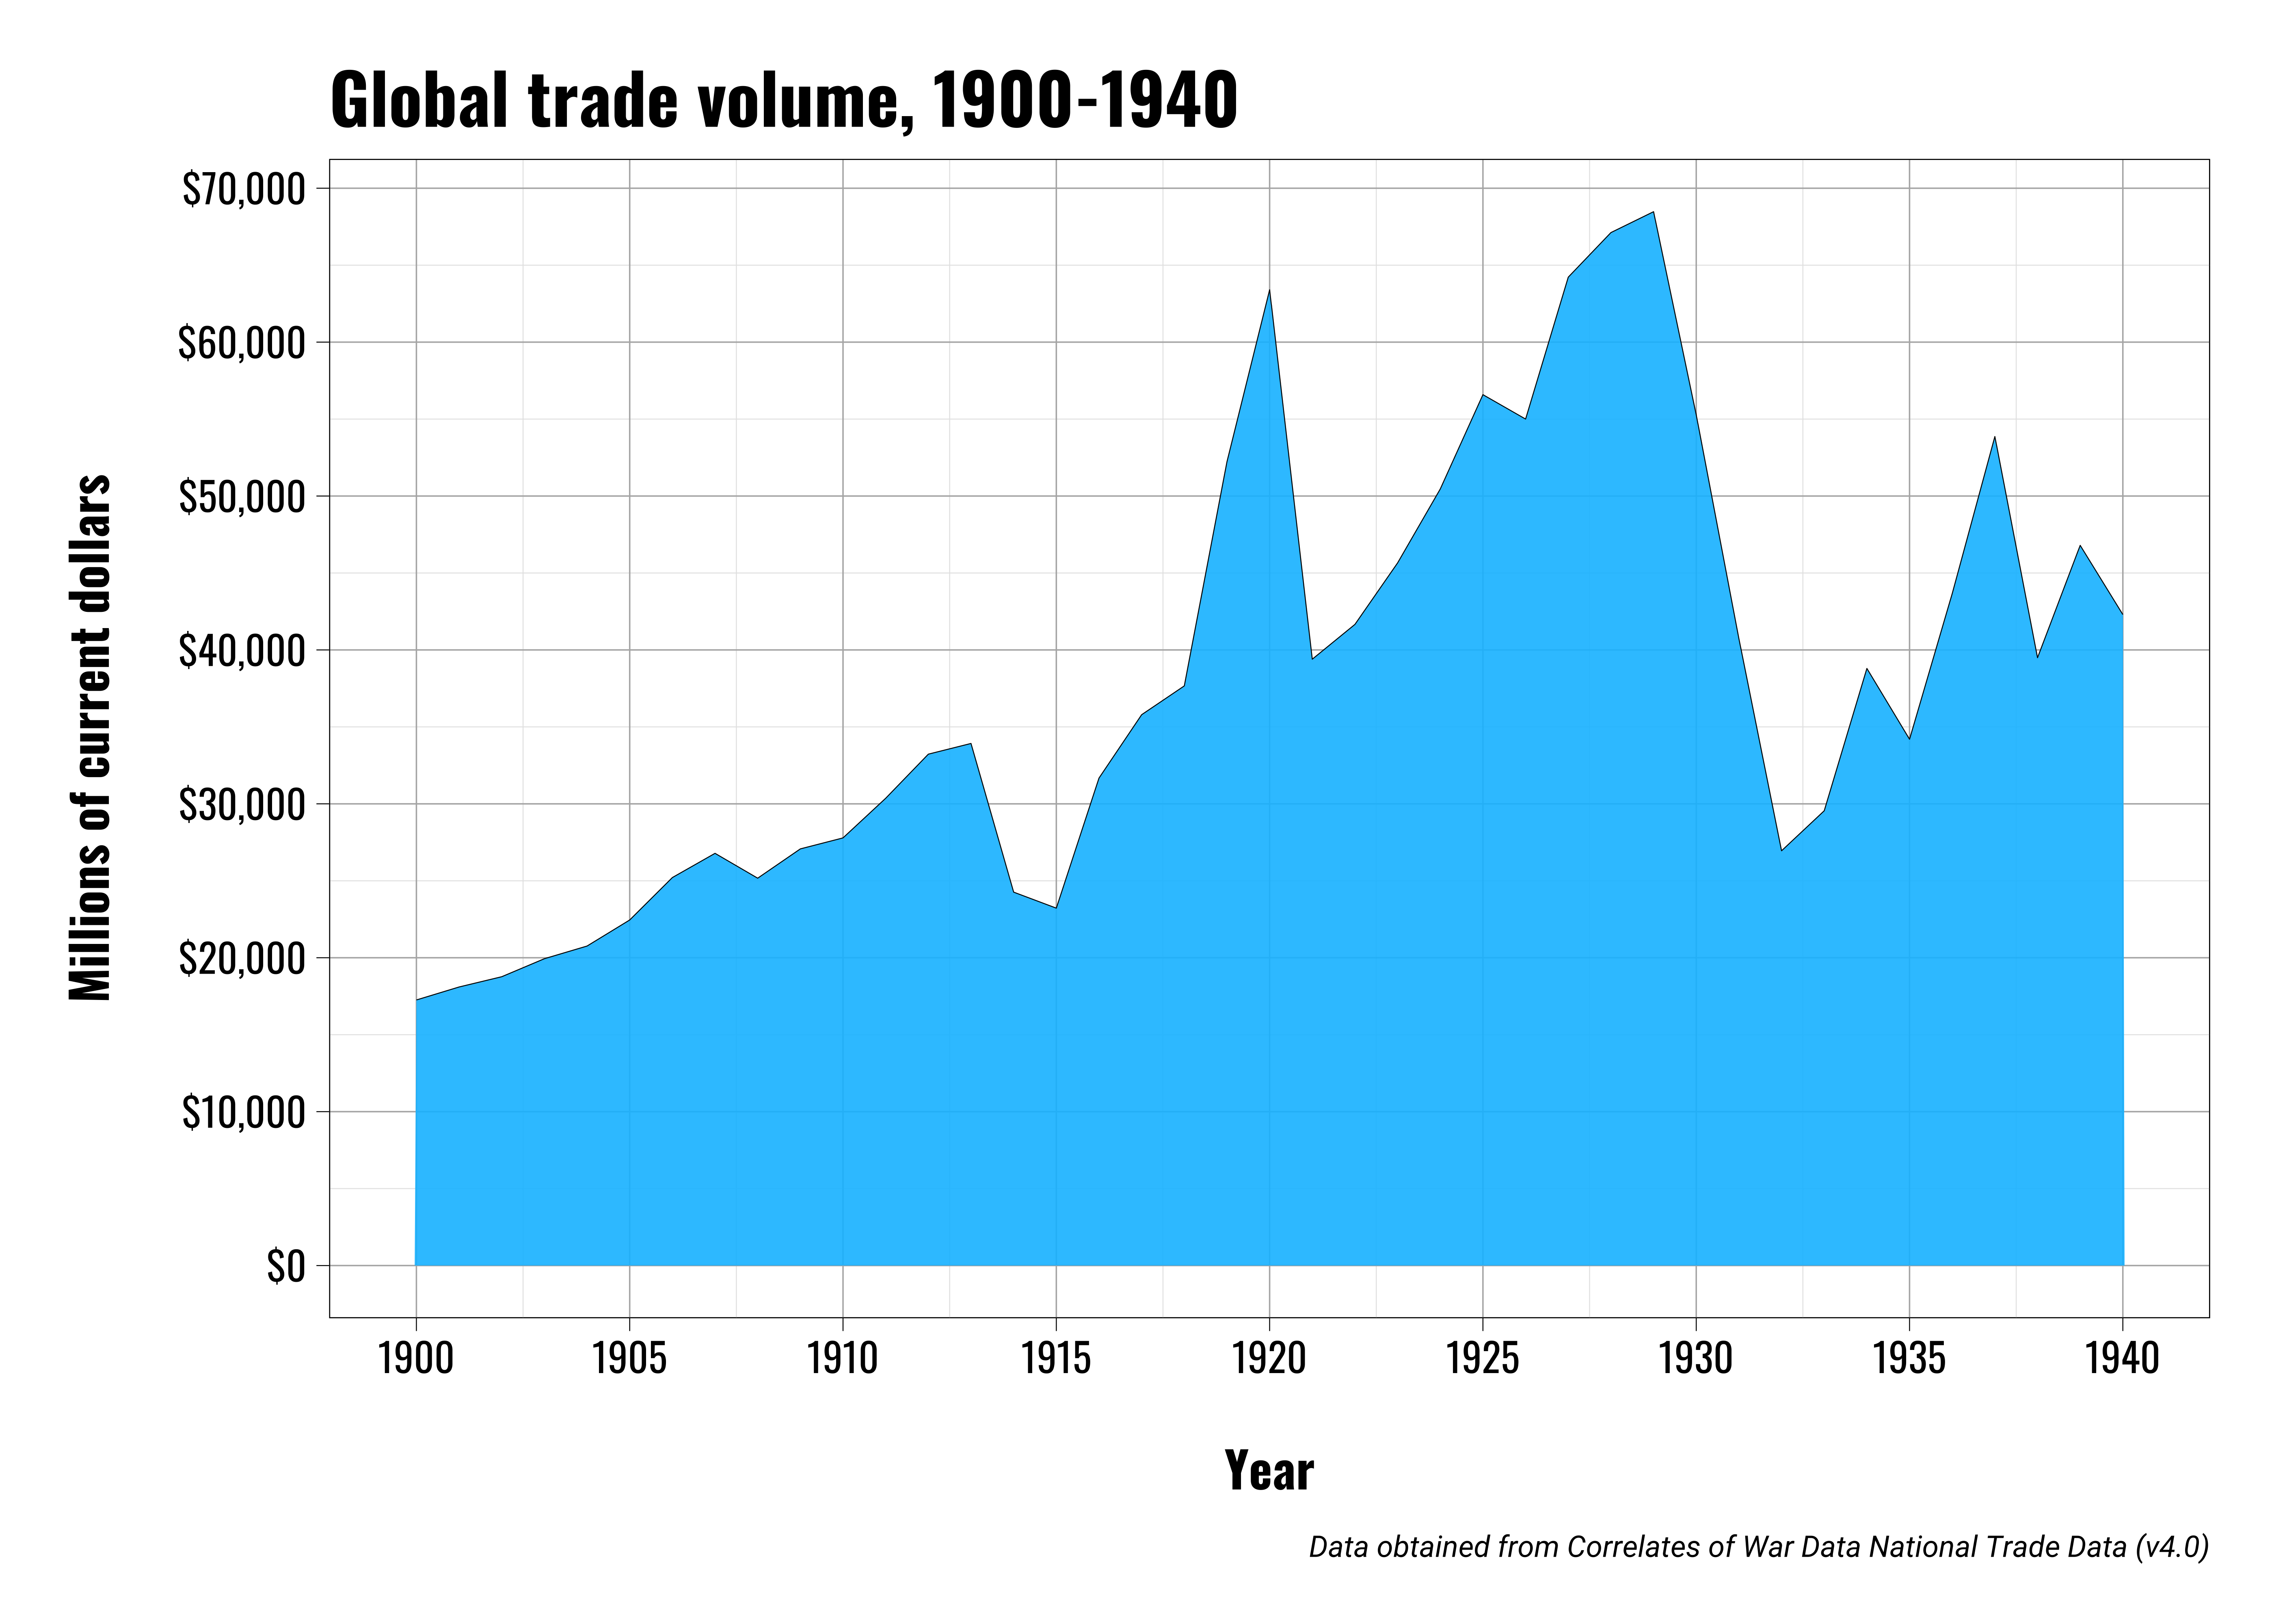 Global trade volume, 1900-1940
Millions of current dollars
$70,000
$60,000
$50,000
$40,000
$30,000
$20,000
$10,000
$0
1900 1905 1910 1915 1920 1925 1930 1935 1940
Year
Data obtained from Correlates of War Data National Trade Data (v4.0)